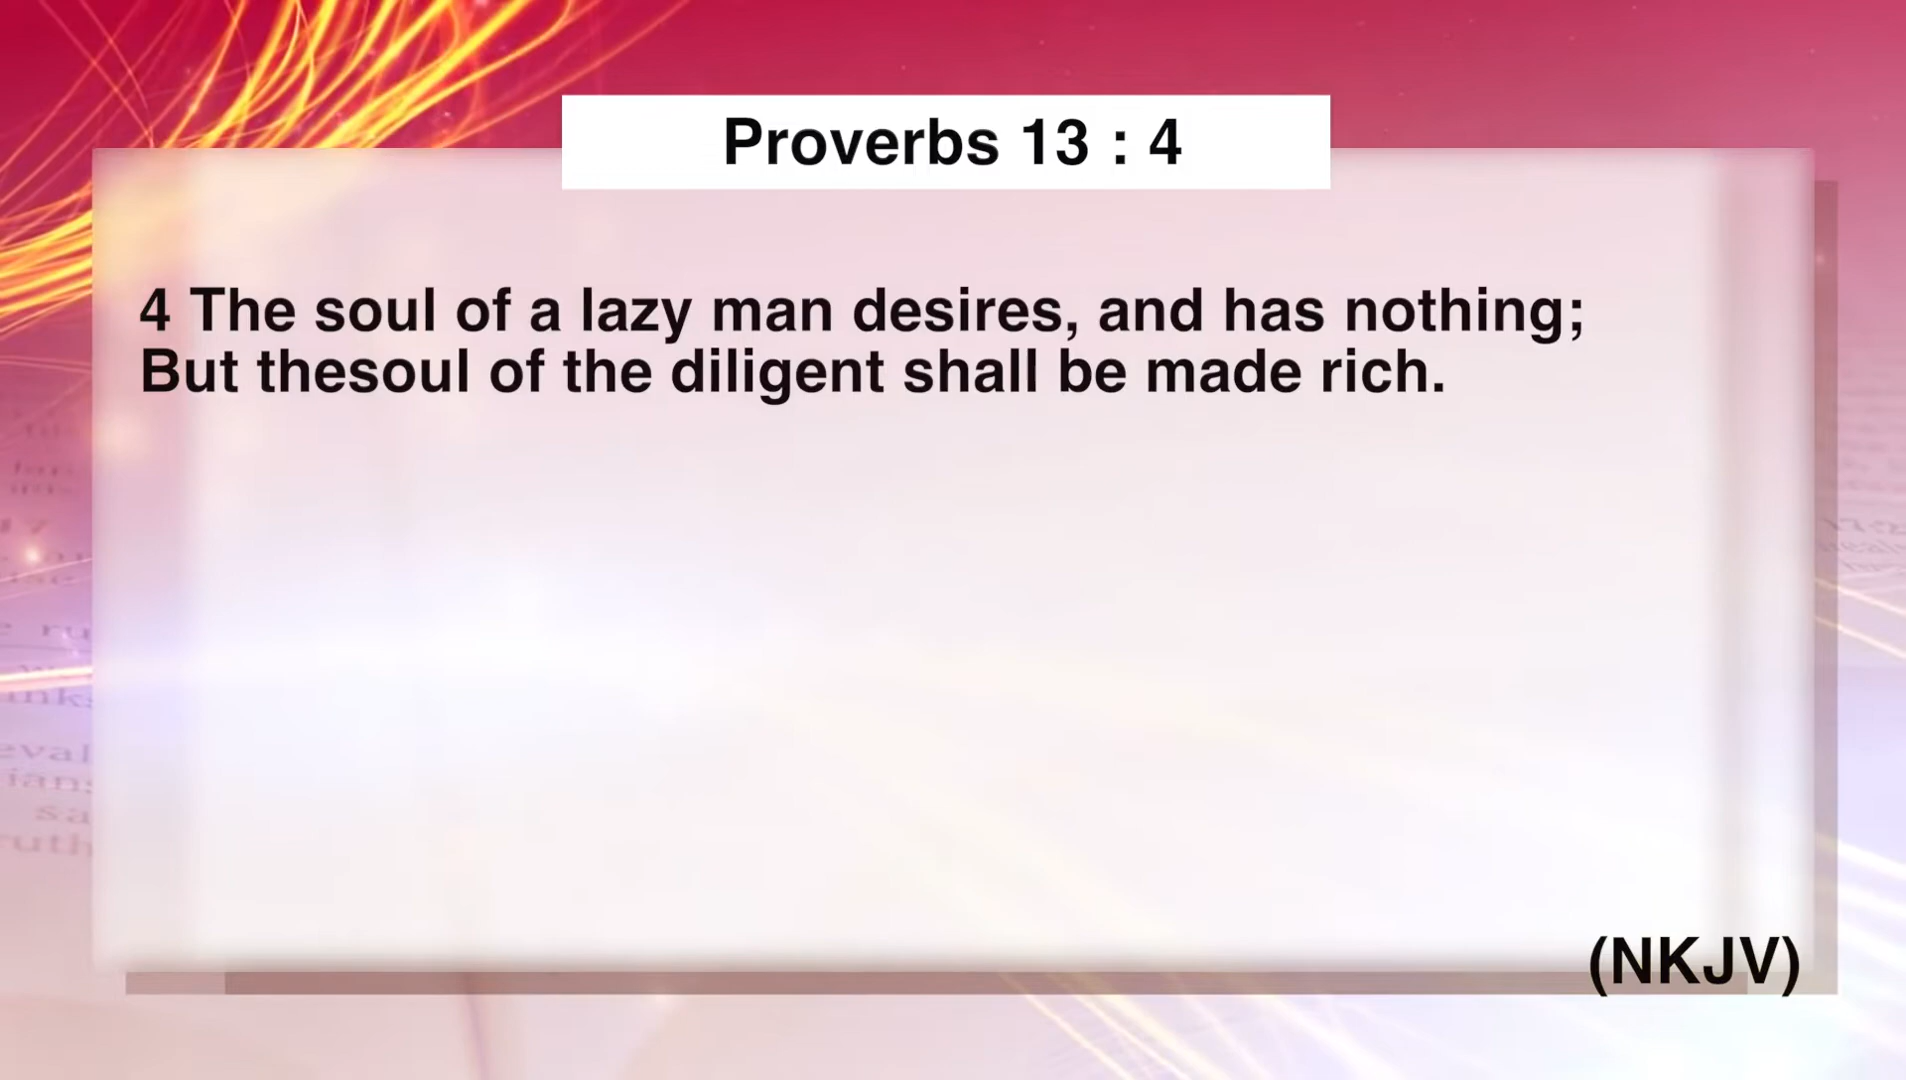 Proverbs 13 : 4
4 The soul of a lazy man desires, and has nothing;
But thesoul of the diligent shall be made rich.
(NKJV)